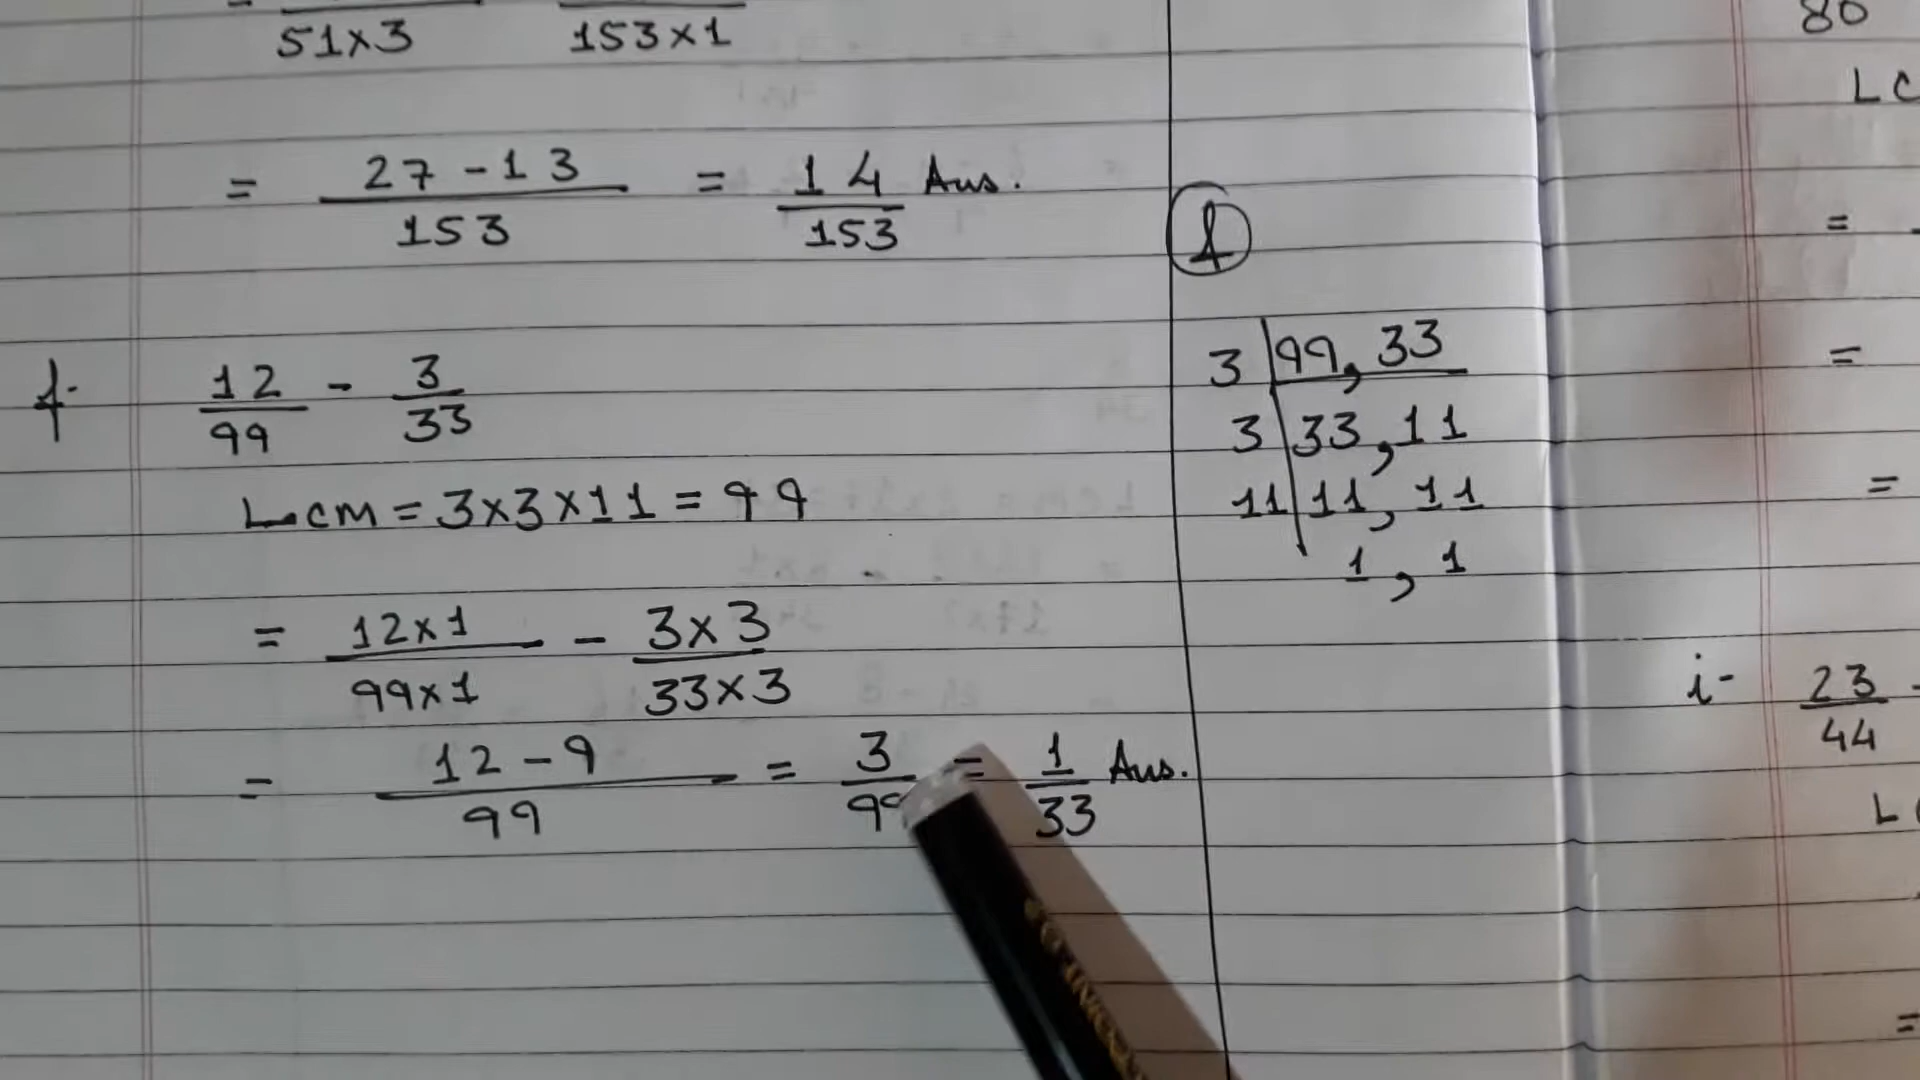 = 51×3 153×1
= 27 - 13 / 153 = 14 / 153 Ans.
f- 12/99 - 3/33
LCM = 3×3×11 = 99
= 12×1 / 99×1 - 3×3 / 33×3
= 12 - 9 / 99 = 3 / 99 = 1 / 33 Ans.
f
3 | 99, 33
3 | 33, 11
11 | 11, 11
1, 1
80
LC
=
=
=
i- 23/44 -
L
=